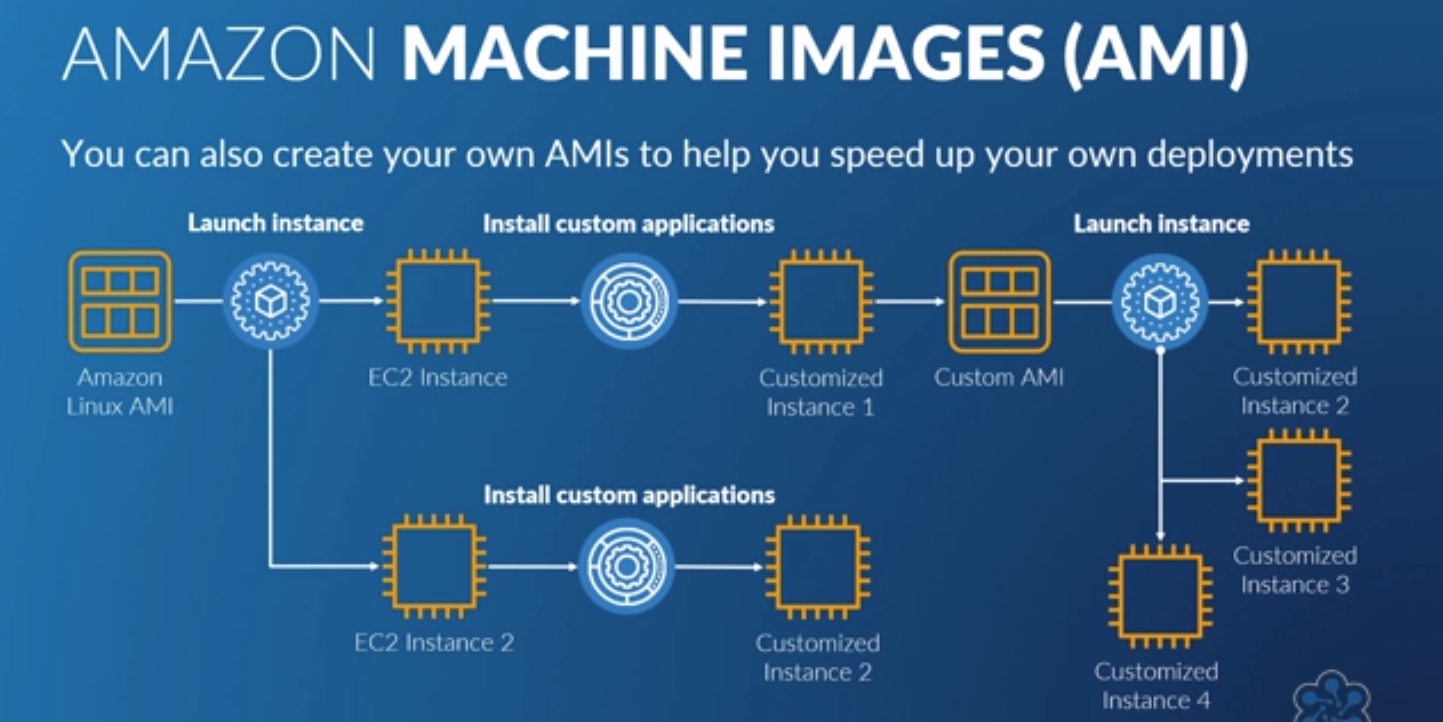 AMAZON MACHINE IMAGES (AMI)
You can also create your own AMIs to help you speed up your own deployments
Launch instance
Install custom applications
Launch instance
Amazon
Linux AMI
EC2 Instance
Customized
Instance 1
Custom AMI
Customized
Instance 2
Install custom applications
Customized
Instance 3
EC2 Instance 2
Customized
Instance 2
Customized
Instance 4